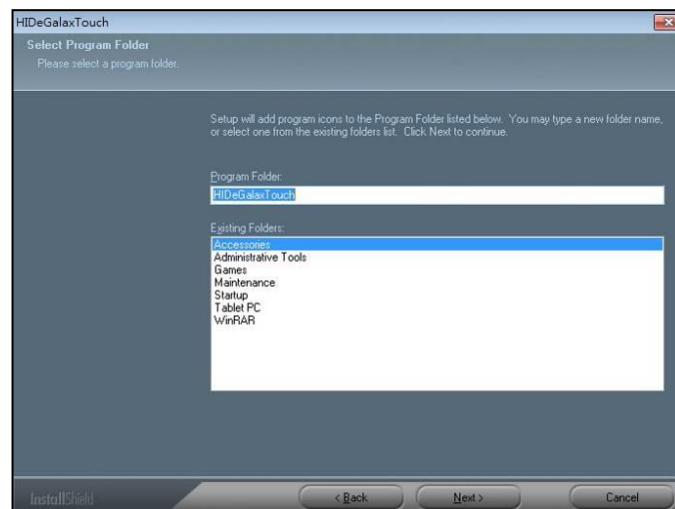 HIDeGalaxTouch
Select Program Folder
Please select a program folder.
Setup will add program icons to the Program Folder listed below. You may type a new folder name,
or select one from the existing folders list. Click Next to continue.
Program Folder:
HIDeGalaxTouch
Existing Folders:
Accessories
Administrative Tools
Games
Maintenance
Startup
Tablet PC
WinRAR
InstallShield
< Back
Next >
Cancel